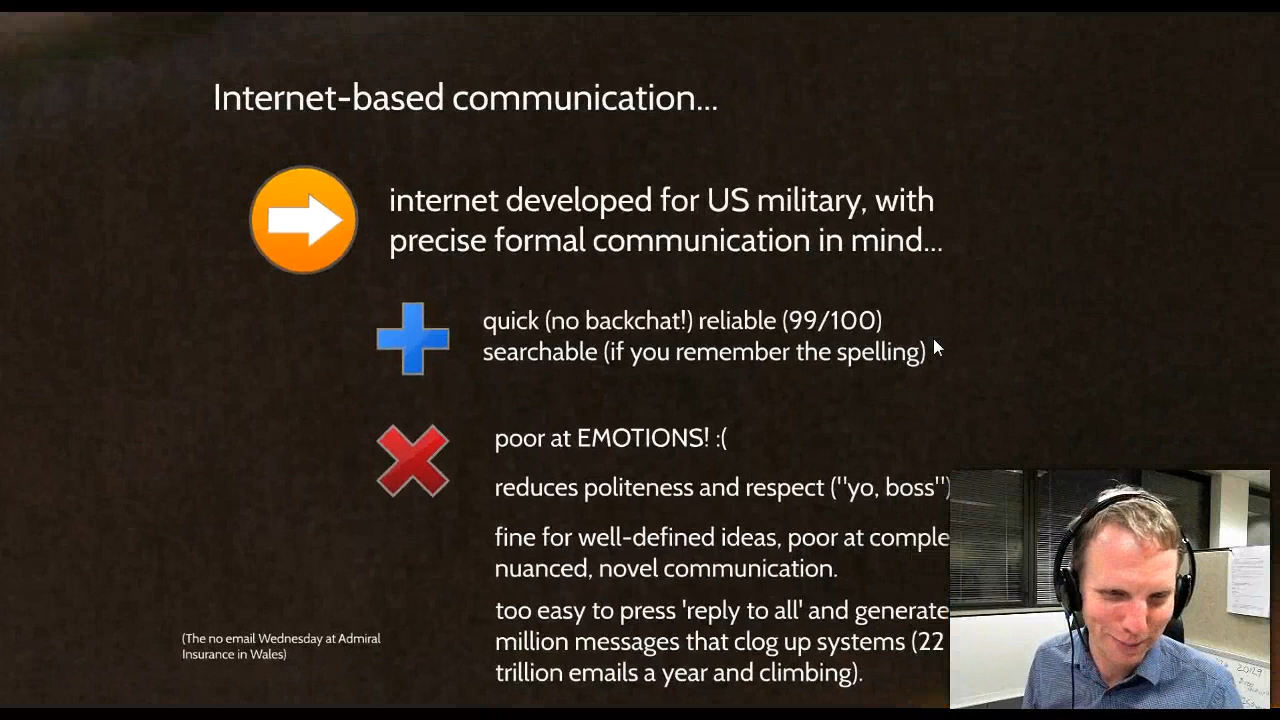 Internet-based communication...
internet developed for US military, with
precise formal communication in mind...
quick (no backchat!) reliable (99/100)
searchable (if you remember the spelling)
poor at EMOTIONS! :(
reduces politeness and respect ("yo, boss")
fine for well-defined ideas, poor at comple
nuanced, novel communication.
too easy to press 'reply to all' and generate
million messages that clog up systems (22
trillion emails a year and climbing).
(The no email Wednesday at Admiral
Insurance in Wales)